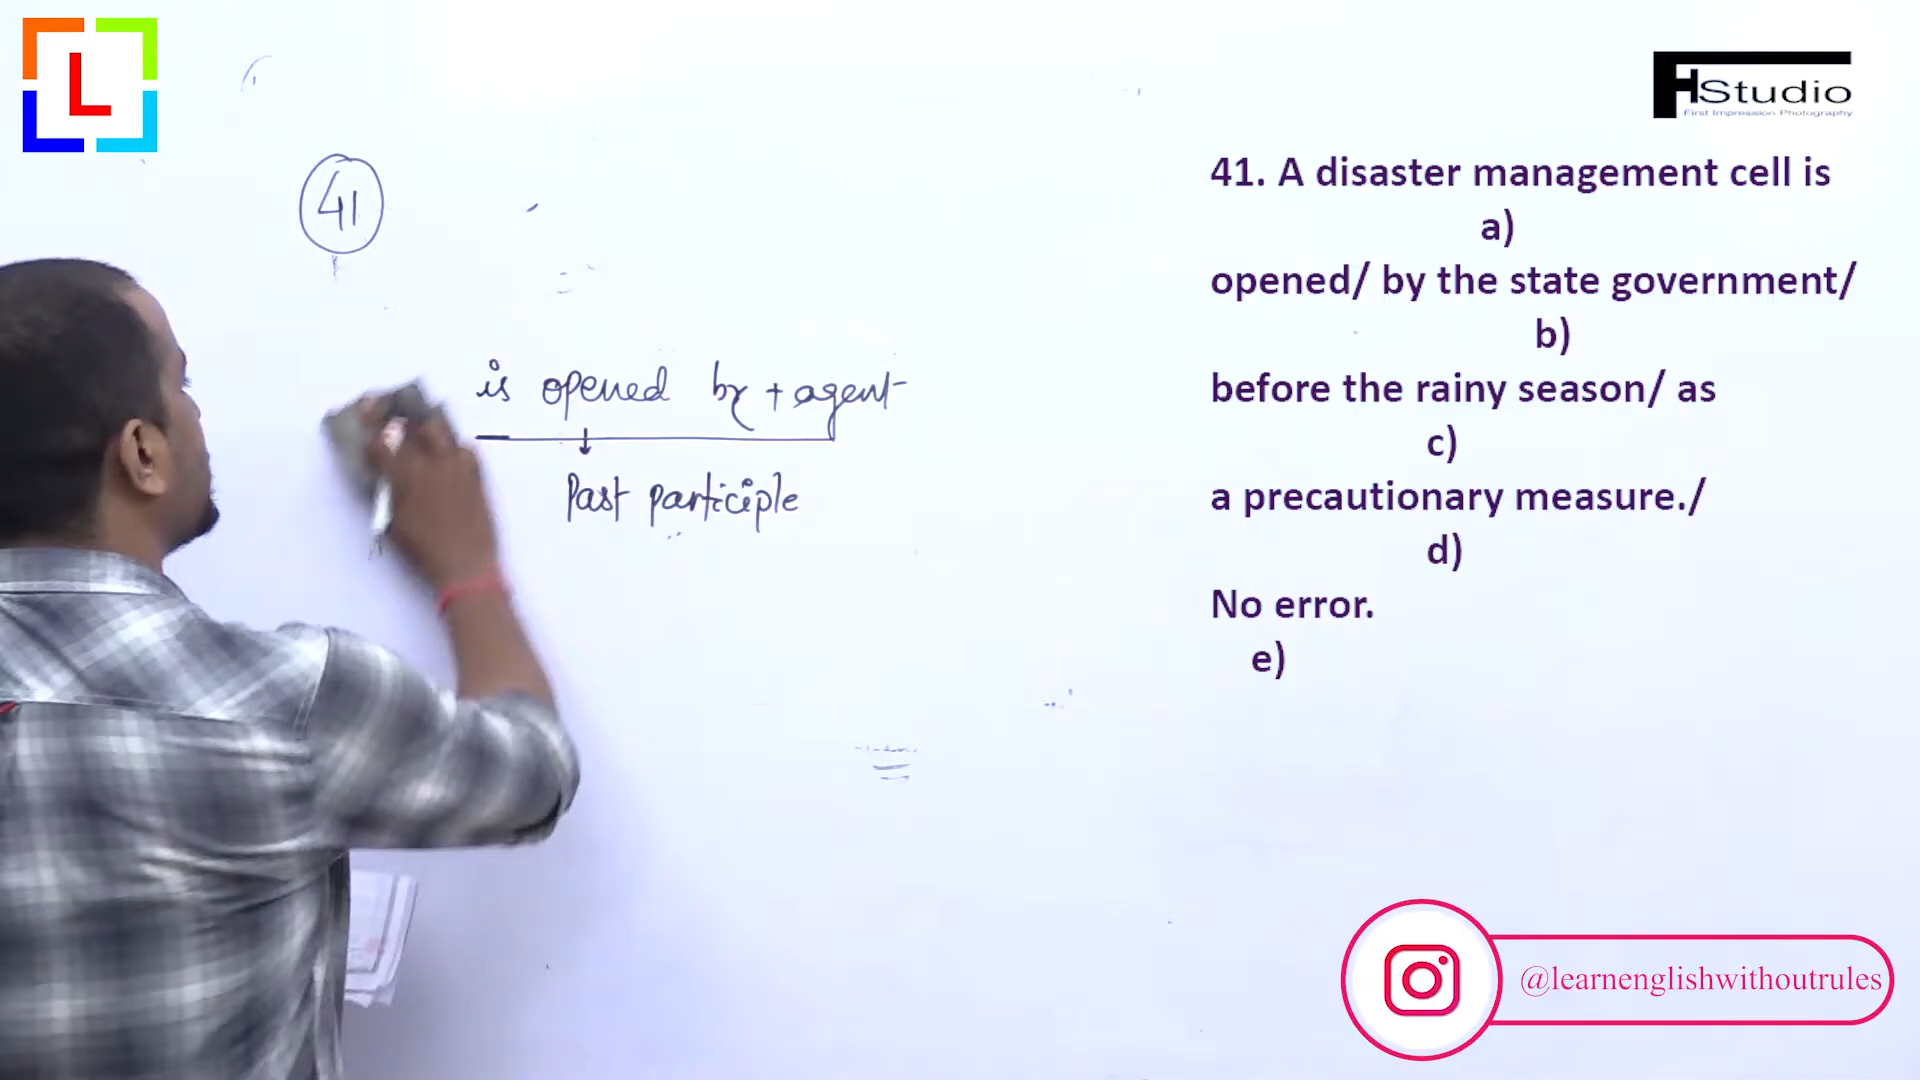 L
HStudio
First Impression Photography
41
is opened by + agent
Past participle
41. A disaster management cell is
a)
opened/ by the state government/
b)
before the rainy season/ as
c)
a precautionary measure./
d)
No error.
e)
@learnenglishwithoutrules